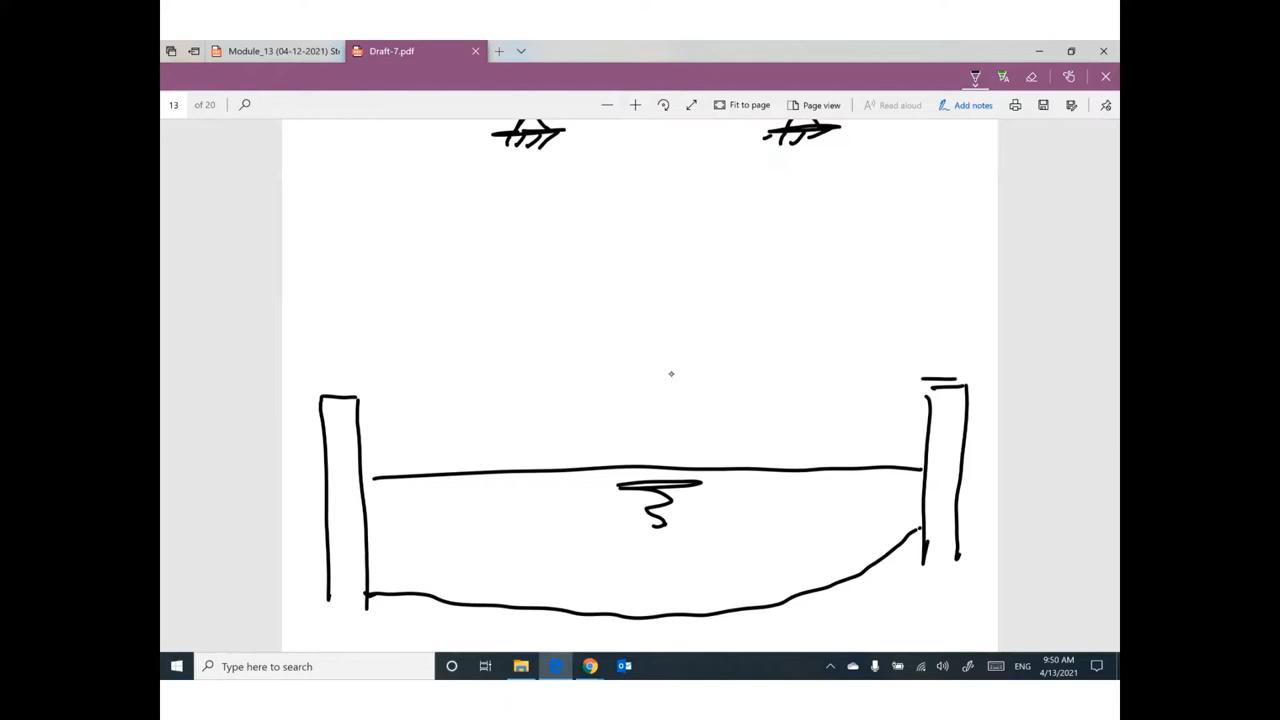 Module_13 (04-12-2021) Ste
Draft-7.pdf
13 of 20
Fit to page
Page view
Read aloud
Add notes
Type here to search
ENG
9:50 AM
4/13/2021